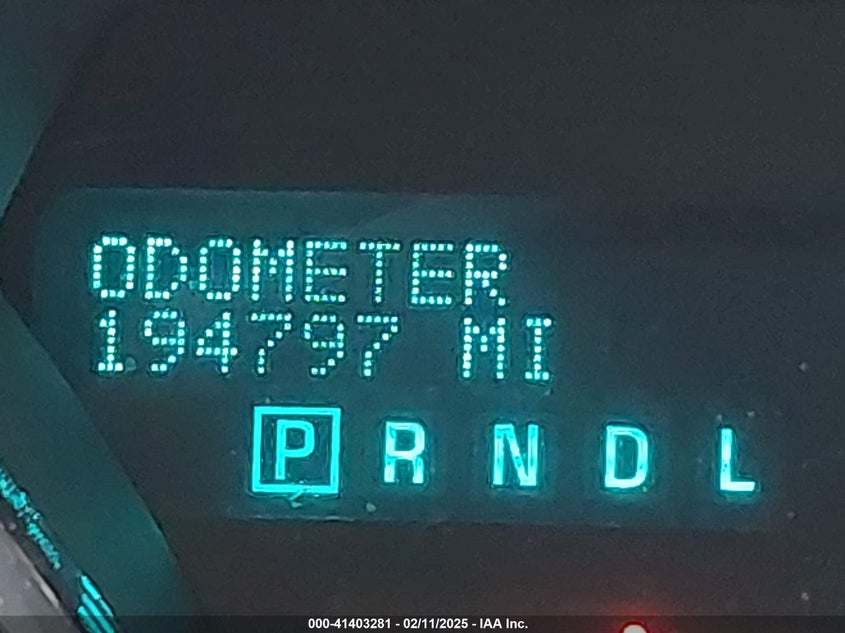 ODOMETER
194797 MI
P R N D L
000-41403281 - 02/11/2025 - IAA Inc.